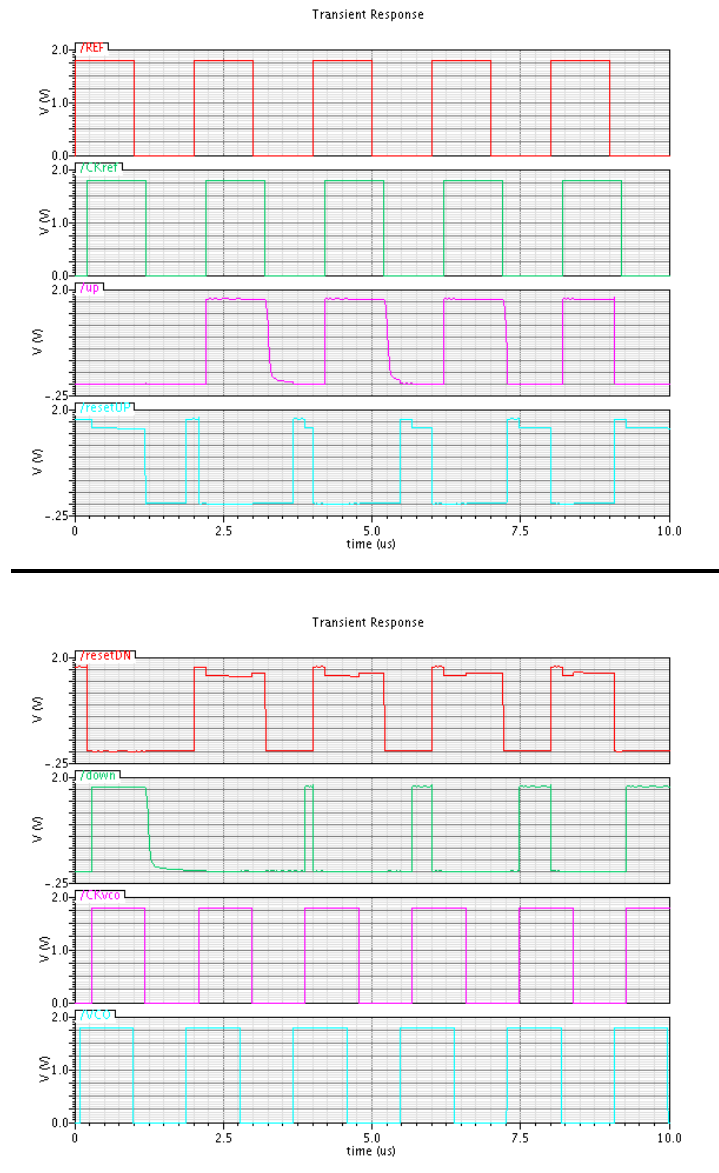 Transient Response
/REF
2.0
V (V)
1.0
0.0
/CKref
2.0
V (V)
1.0
0.0
/up
2.0
V (V)
-.25
/resetUP
2.0
V (V)
-.25
0 2.5 5.0 7.5 10.0
time (us)
Transient Response
/resetDN
2.0
V (V)
-.25
/down
2.0
V (V)
-.25
/CKvco
2.0
V (V)
1.0
0.0
/VCO
2.0
V (V)
1.0
0.0
0 2.5 5.0 7.5 10.0
time (us)